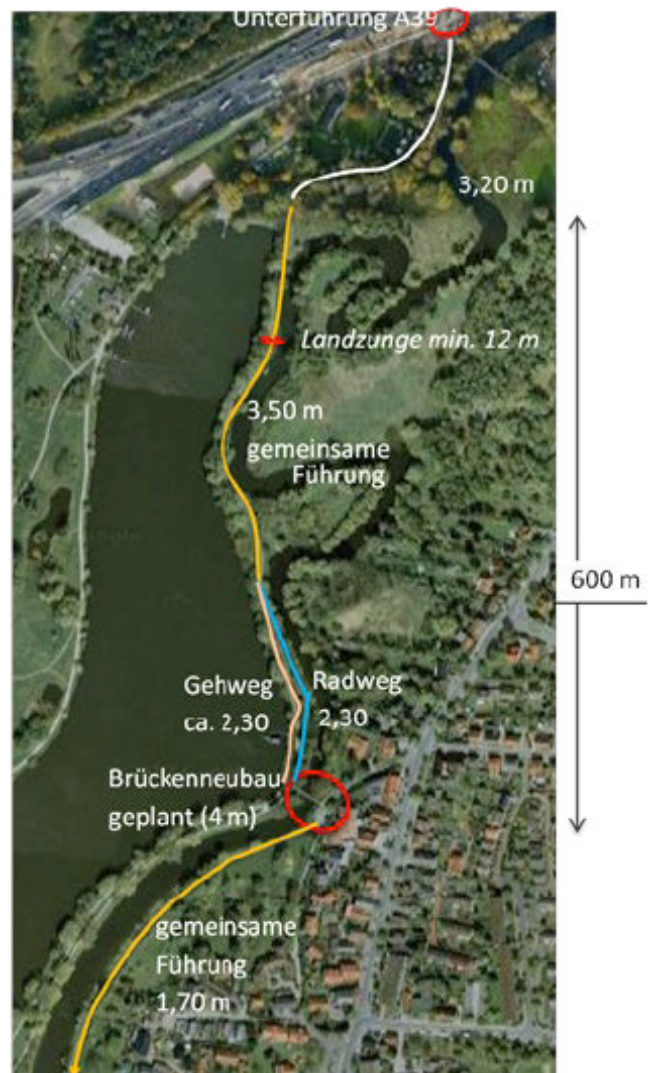 Unterführung A39
3,20 m
Landzunge min. 12 m
3,50 m
gemeinsame
Führung
600 m
Gehweg
ca. 2,30
Radweg
2,30
Brückenneubau
geplant (4 m)
gemeinsame
Führung
1,70 m